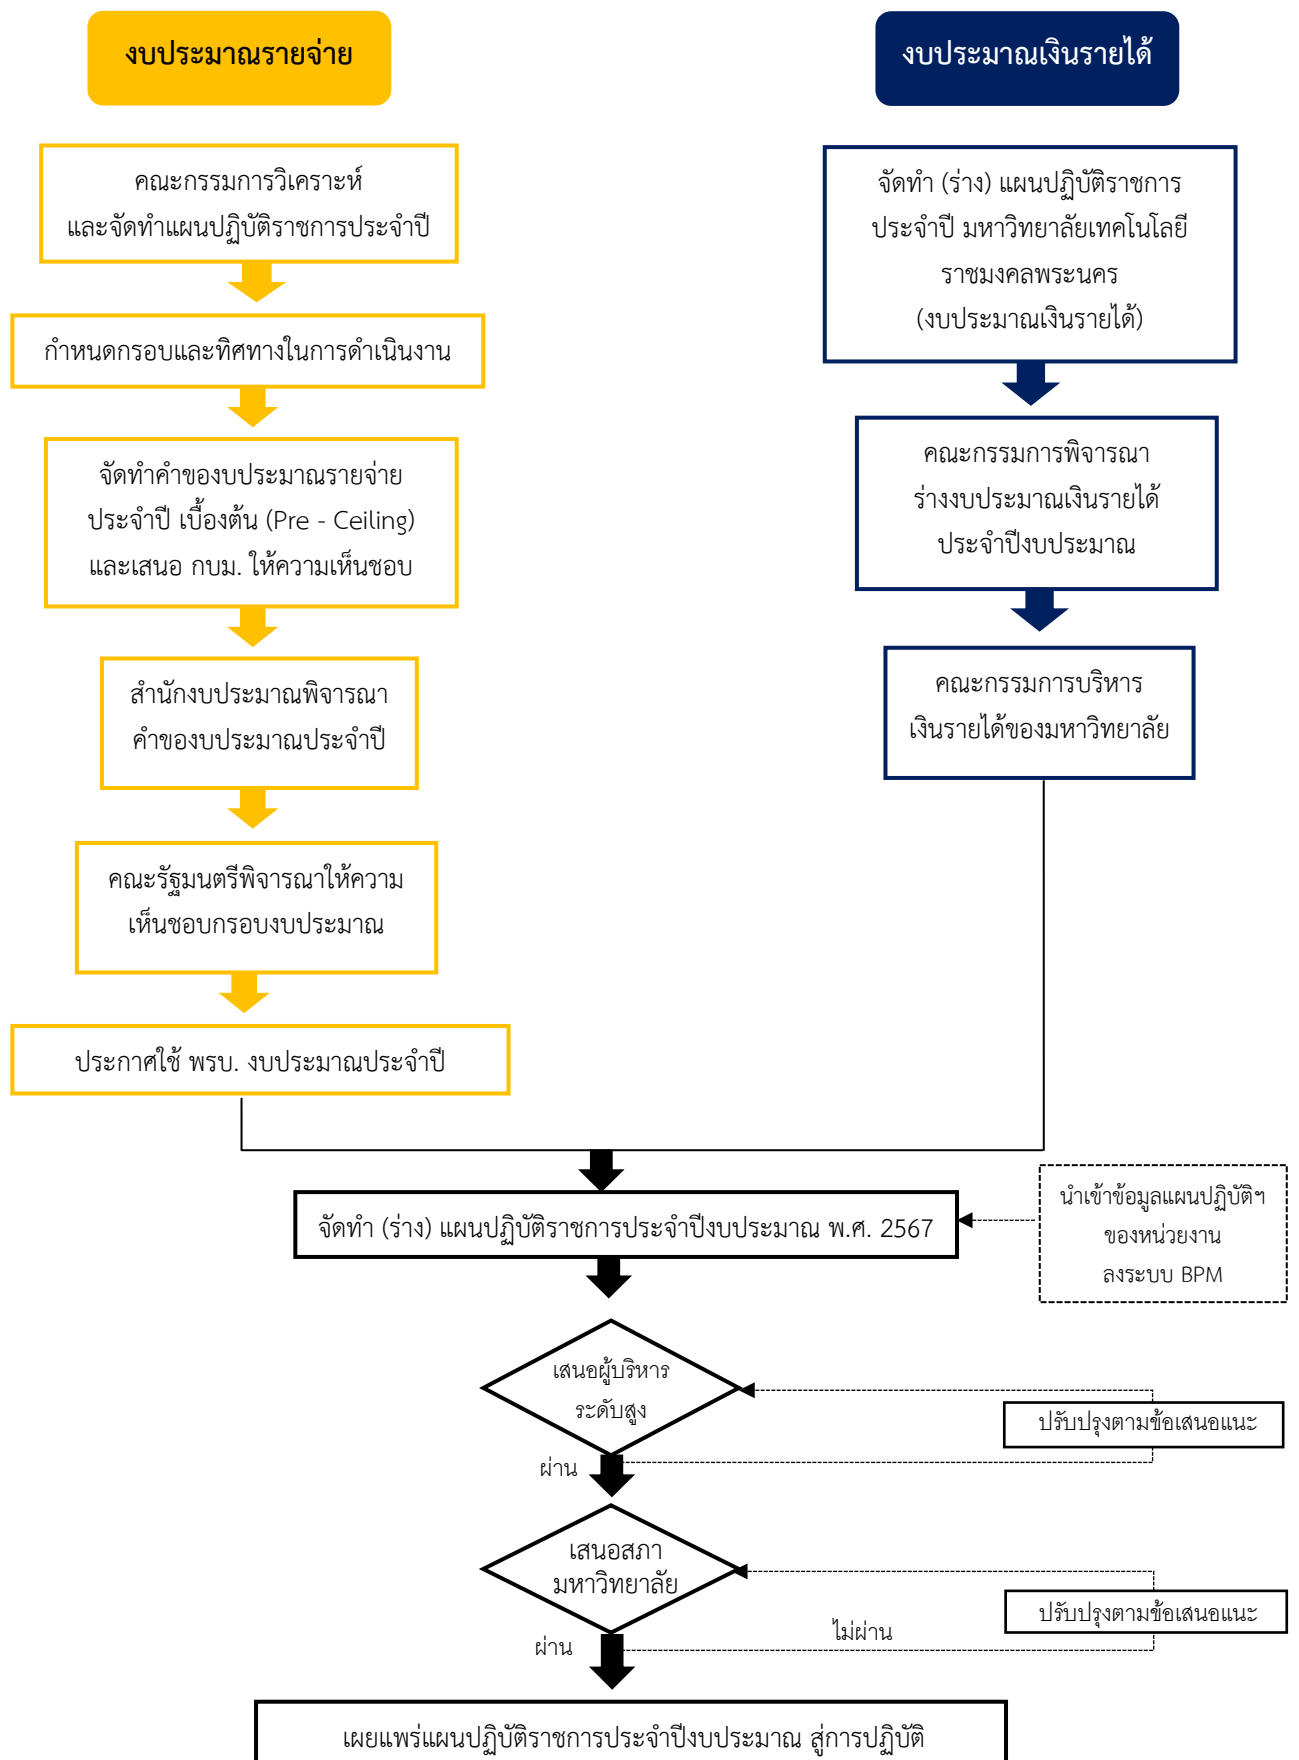 งบประมาณรายจ่าย
คณะกรรมการวิเคราะห์
และจัดทำแผนปฏิบัติราชการประจำปี
กำหนดกรอบและทิศทางในการดำเนินงาน
จัดทำคำของบประมาณรายจ่าย
ประจำปี เบื้องต้น (Pre - Ceiling)
และเสนอ กบม. ให้ความเห็นชอบ
สำนักงบประมาณพิจารณา
คำของบประมาณประจำปี
คณะรัฐมนตรีพิจารณาให้ความ
เห็นชอบกรอบงบประมาณ
ประกาศใช้ พรบ. งบประมาณประจำปี
งบประมาณเงินรายได้
จัดทำ (ร่าง) แผนปฏิบัติราชการ
ประจำปี มหาวิทยาลัยเทคโนโลยี
ราชมงคลพระนคร
(งบประมาณเงินรายได้)
คณะกรรมการพิจารณา
ร่างงบประมาณเงินรายได้
ประจำปีงบประมาณ
คณะกรรมการบริหาร
เงินรายได้ของมหาวิทยาลัย
จัดทำ (ร่าง) แผนปฏิบัติราชการประจำปีงบประมาณ พ.ศ. 2567
นำเข้าข้อมูลแผนปฏิบัติฯ
ของหน่วยงาน
ลงระบบ BPM
เสนอผู้บริหาร
ระดับสูง
ปรับปรุงตามข้อเสนอแนะ
ผ่าน
เสนอสภา
มหาวิทยาลัย
ปรับปรุงตามข้อเสนอแนะ
ไม่ผ่าน
ผ่าน
เผยแพร่แผนปฏิบัติราชการประจำปีงบประมาณ สู่การปฏิบัติ